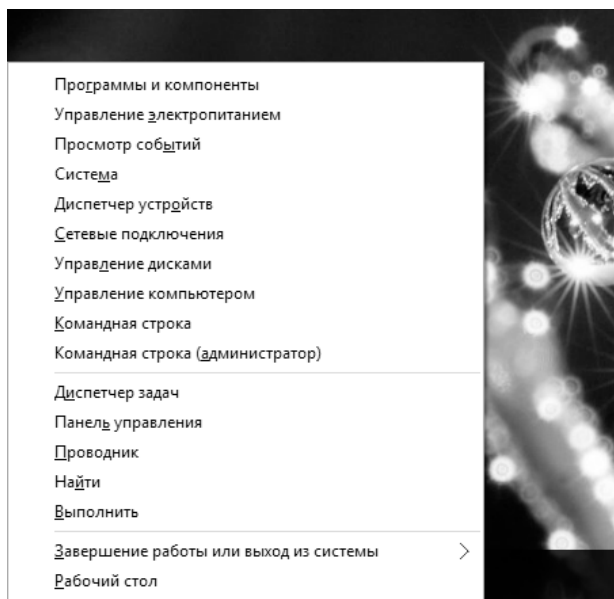 Программы и компоненты
Управление электропитанием
Просмотр событий
Система
Диспетчер устройств
Сетевые подключения
Управление дисками
Управление компьютером
Командная строка
Командная строка (администратор)
Диспетчер задач
Панель управления
Проводник
Найти
Выполнить
Завершение работы или выход из системы
Рабочий стол